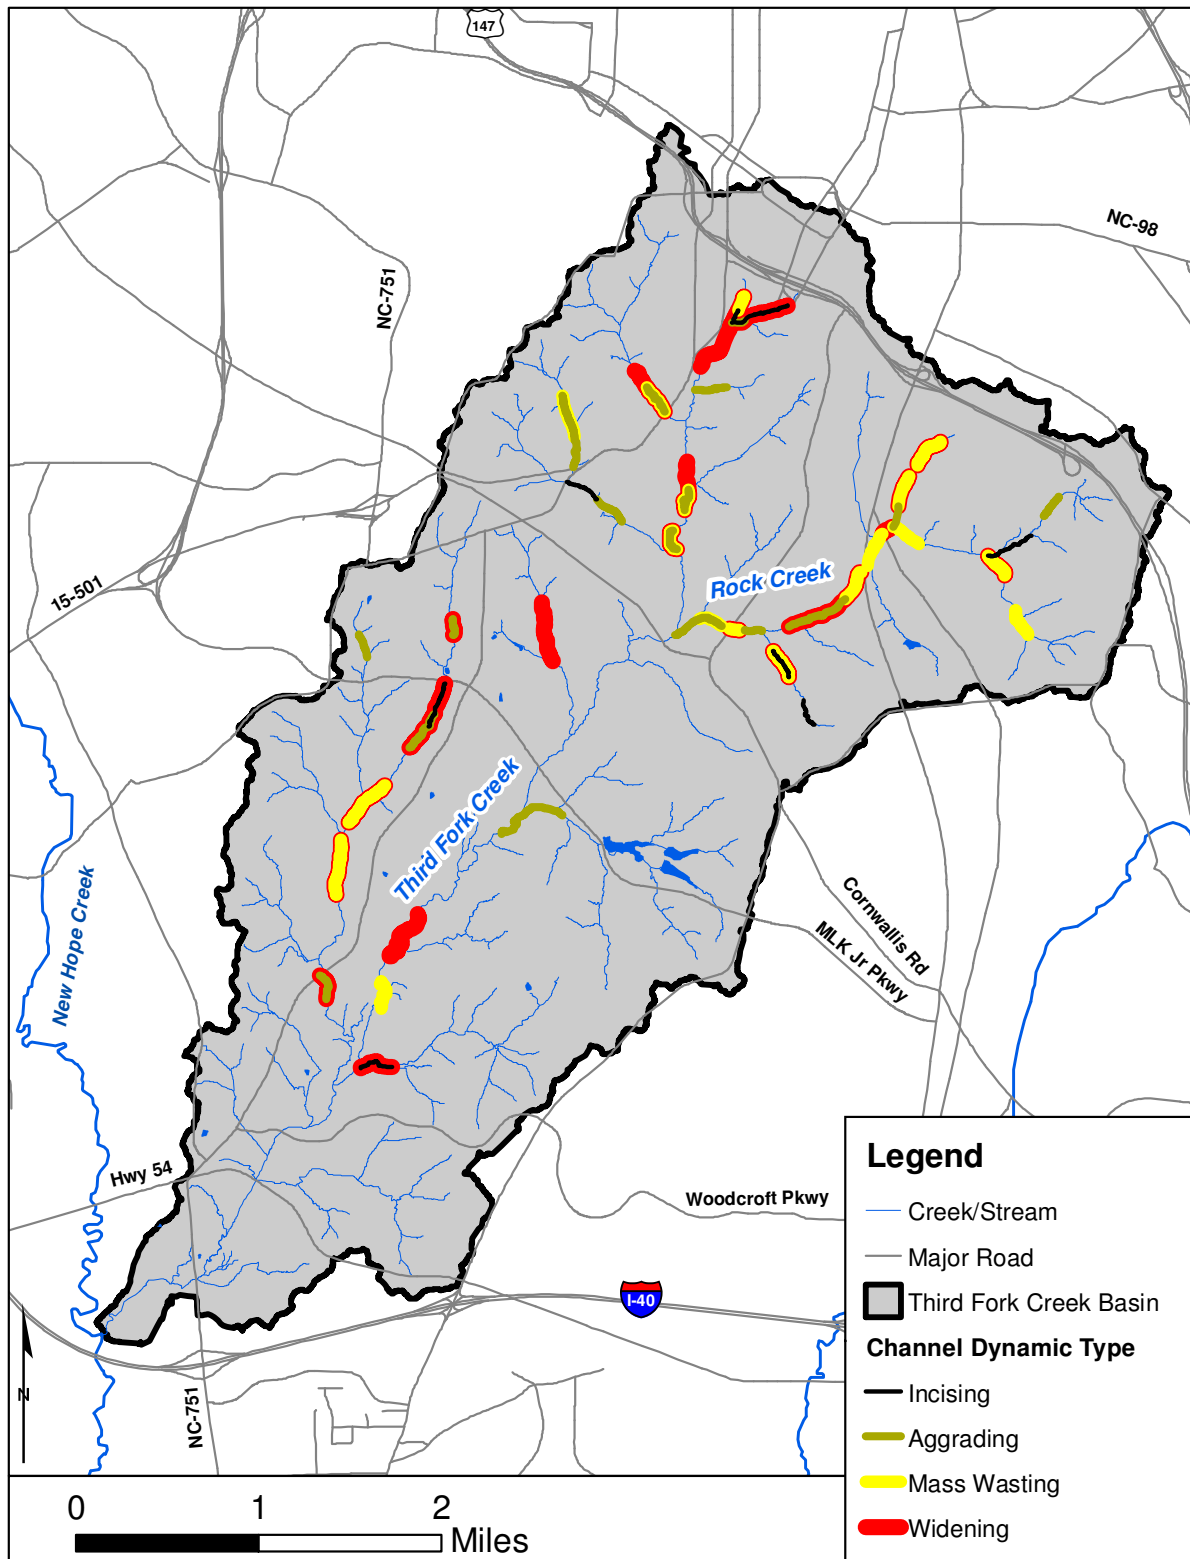 147
NC-98
NC-751
15-501
Rock Creek
Third Fork Creek
New Hope Creek
Cornwallis Rd
MLK Jr Pkwy
Hwy 54
Woodcroft Pkwy
I-40
NC-751
N
Legend
Creek/Stream
Major Road
Third Fork Creek Basin
Channel Dynamic Type
Incising
Aggrading
Mass Wasting
Widening
0 1 2
Miles